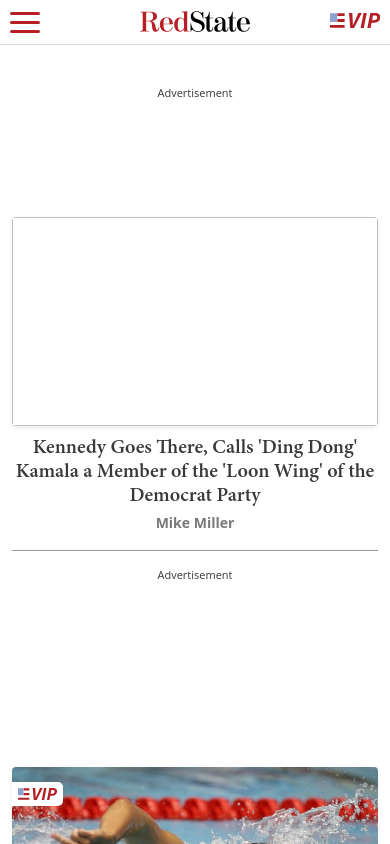 RedState
VIP
Advertisement
Kennedy Goes There, Calls 'Ding Dong'
Kamala a Member of the 'Loon Wing' of the
Democrat Party
Mike Miller
Advertisement
VIP